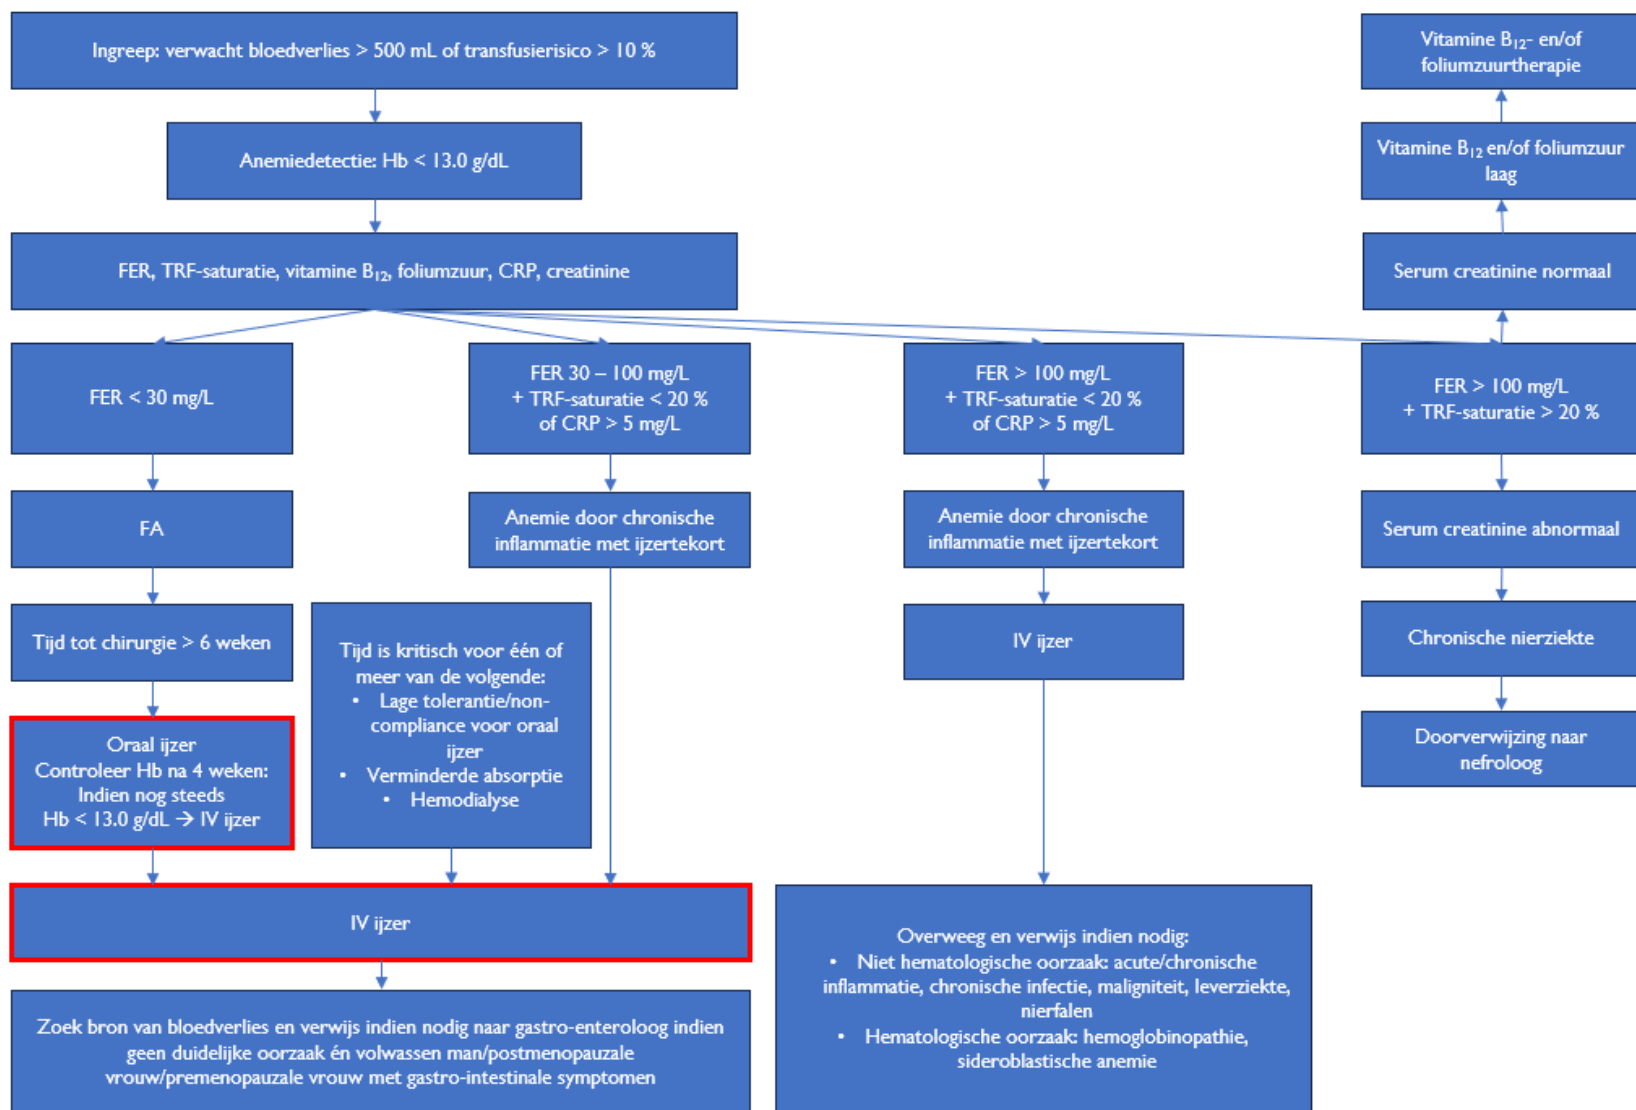 Ingreep: verwacht bloedverlies > 500 mL of transfusierisico > 10 %
Anemiedetectie: Hb < 13.0 g/dL
FER, TRF-saturatie, vitamine B₁₂, foliumzuur, CRP, creatinine
FER < 30 mg/L
FA
Tijd tot chirurgie > 6 weken
Oraal ijzer
Controleer Hb na 4 weken:
Indien nog steeds
Hb < 13.0 g/dL → IV ijzer
FER 30 – 100 mg/L
+ TRF-saturatie < 20 %
of CRP > 5 mg/L
Anemie door chronische
inflammatie met ijzertekort
Tijd is kritisch voor één of
meer van de volgende:
• Lage tolerantie/non-
compliance voor oraal
ijzer
• Verminderde absorptie
• Hemodialyse
IV ijzer
Zoek bron van bloedverlies en verwijs indien nodig naar gastro-enteroloog indien
geen duidelijke oorzaak én volwassen man/postmenopauzale
vrouw/premenopauzale vrouw met gastro-intestinale symptomen
FER > 100 mg/L
+ TRF-saturatie < 20 %
of CRP > 5 mg/L
Anemie door chronische
inflammatie met ijzertekort
IV ijzer
Overweeg en verwijs indien nodig:
• Niet hematologische oorzaak: acute/chronische
inflammatie, chronische infectie, maligniteit, leverziekte,
nierfalen
• Hematologische oorzaak: hemoglobinopathie,
sideroblastische anemie
Vitamine B₁₂- en/of
foliumzuurtherapie
Vitamine B₁₂ en/of foliumzuur
laag
Serum creatinine normaal
FER > 100 mg/L
+ TRF-saturatie > 20 %
Serum creatinine abnormaal
Chronische nierziekte
Doorverwijzing naar
nefroloog